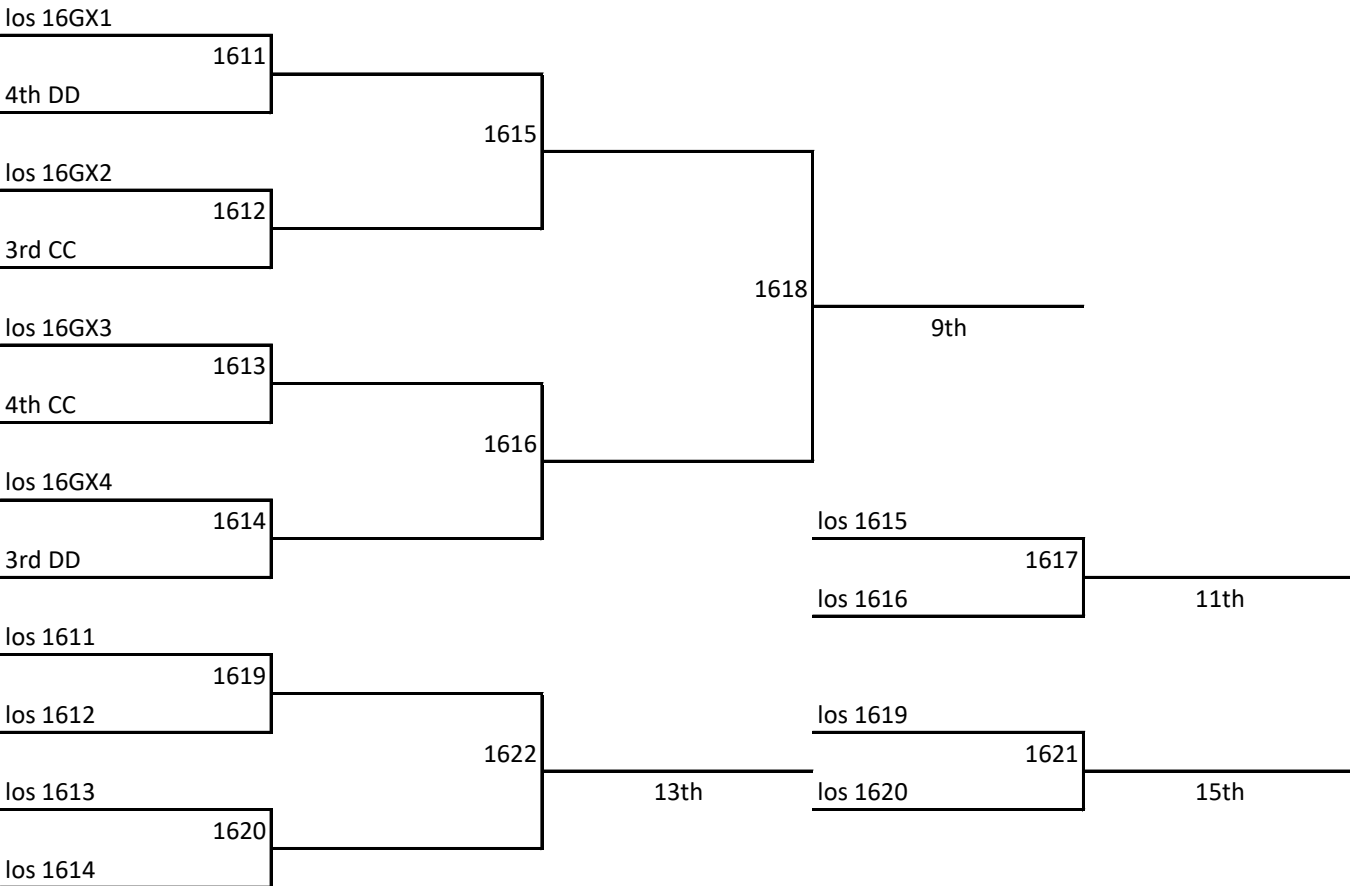 los 16GX1
1611
4th DD
1615
los 16GX2
1612
3rd CC
1618
los 16GX3
9th
1613
4th CC
1616
los 16GX4
1614
los 1615
3rd DD
1617
los 1616
11th
los 1611
1619
los 1612
los 1619
1622
1621
los 1613
13th
los 1620
15th
1620
los 1614